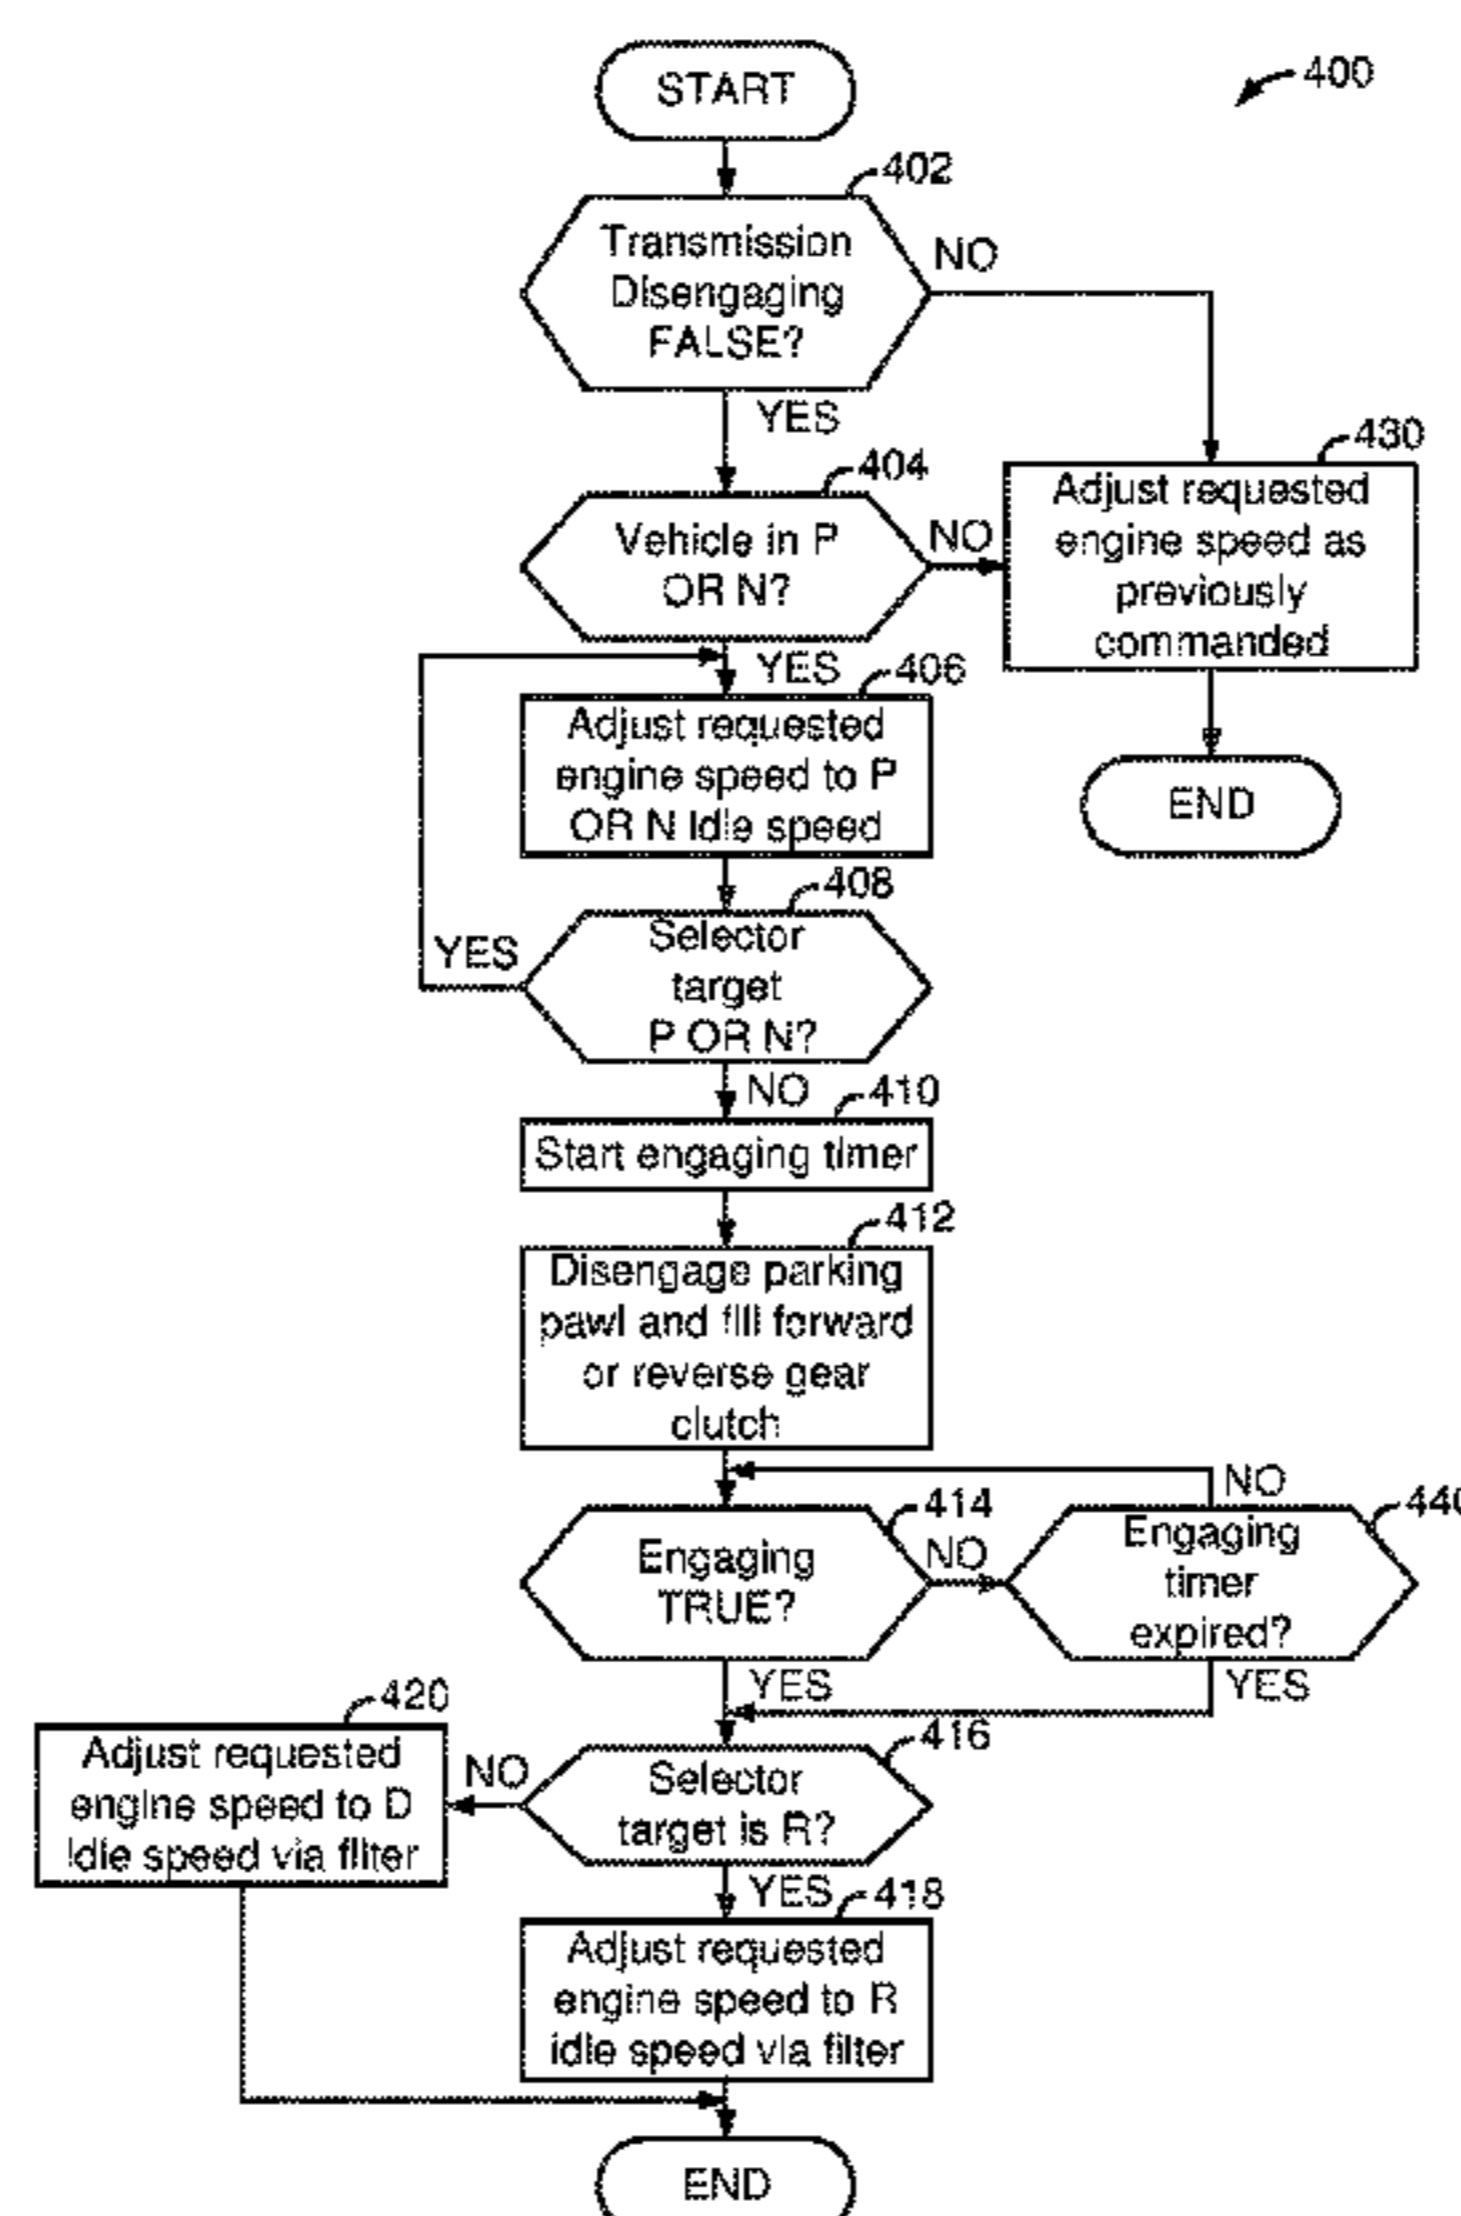 START
400
402
Transmission
Disengaging
FALSE?
NO
YES
404
Vehicle in P
OR N?
NO
430
Adjust requested
engine speed as
previously
commanded
END
YES
406
Adjust requested
engine speed to P
OR N idle speed
408
Selector
target
P OR N?
YES
NO
410
Start engaging timer
412
Disengage parking
pawl and fill forward
or reverse gear
clutch
414
Engaging
TRUE?
NO
NO
440
Engaging
timer
expired?
YES
YES
416
Selector
target is R?
NO
420
Adjust requested
engine speed to D
idle speed via filter
YES
418
Adjust requested
engine speed to R
idle speed via filter
END